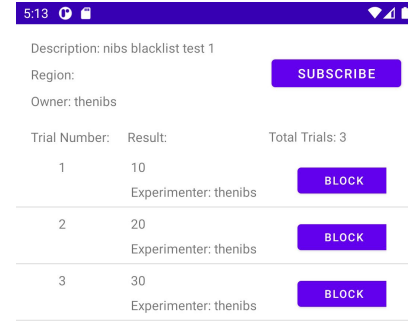 5:13
Description: nibs blacklist test 1
Region:
SUBSCRIBE
Owner: thenibs
Trial Number: Result: Total Trials: 3
1 10
Experimenter: thenibs
BLOCK
2 20
Experimenter: thenibs
BLOCK
3 30
Experimenter: thenibs
BLOCK